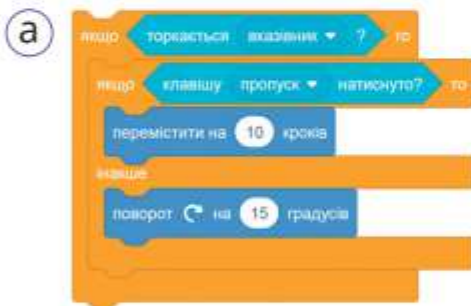 а
якщо торкається вказівник ? то
якщо клавішу пропуск натиснуто? то
перемістити на 10 кроків
інакше
поворот на 15 градусів